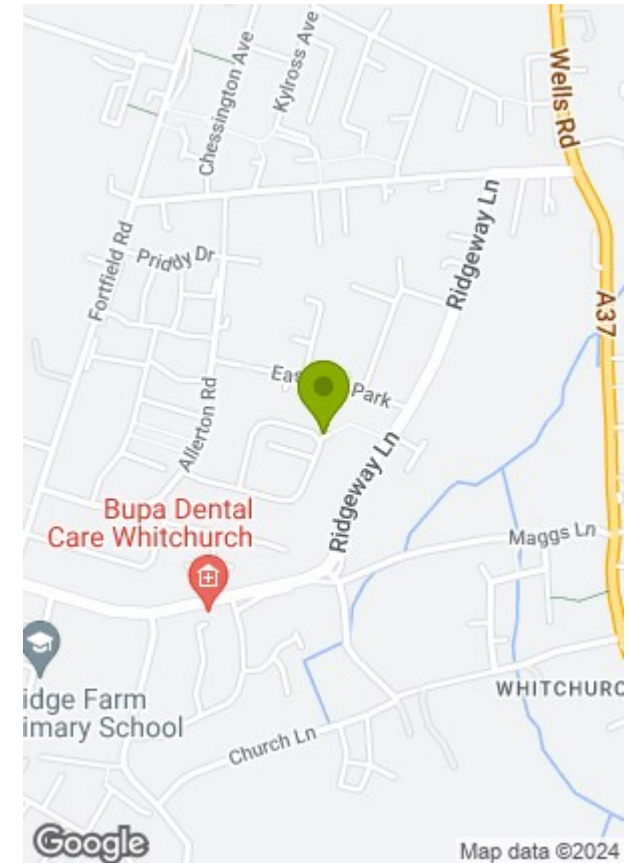 Chessington Ave
Kylross Ave
Wells Rd
Ridgeway Ln
Fortfield Rd
Priddy Dr
A37
Park
Allerton Rd
Ridgeway Ln
Bupa Dental
Care Whitchurch
Maggs Ln
idge Farm
imary School
WHITCHURC
Church Ln
Google
Map data ©2024